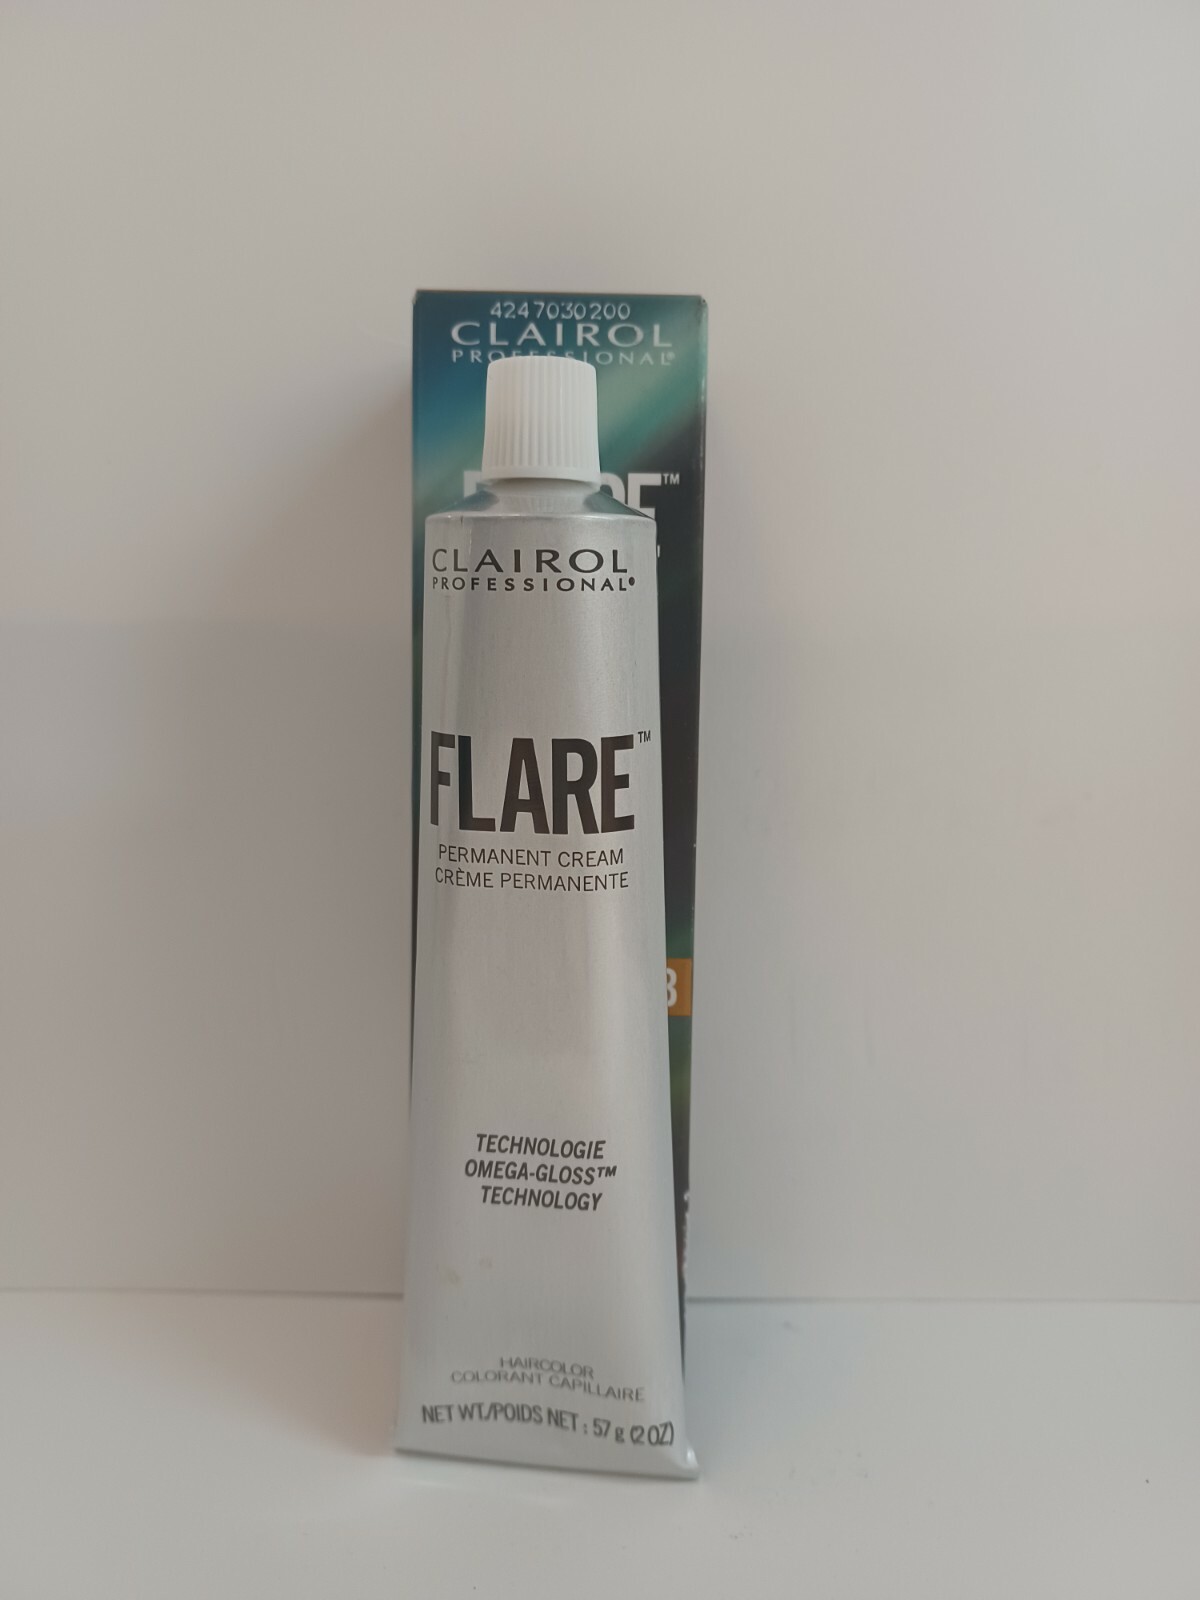 4247030200
CLAIROL
PROFESSIONAL®
™
CLAIROL
PROFESSIONAL®
FLARE™
PERMANENT CREAM
CRÈME PERMANENTE
TECHNOLOGIE
OMEGA-GLOSS™
TECHNOLOGY
HAIRCOLOR
COLORANT CAPILLAIRE
NET WT./POIDS NET : 57 g (2 OZ)